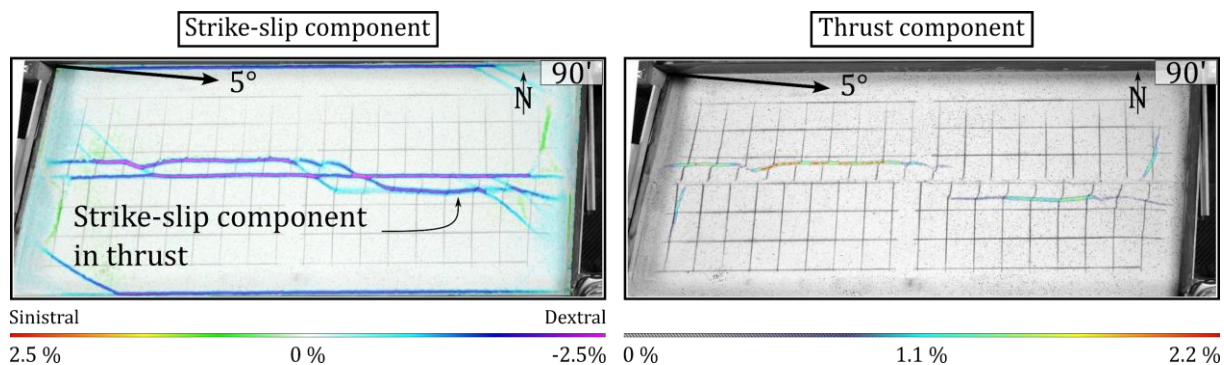 Strike-slip component
Thrust component
5°
90'
N
Strike-slip component
in thrust
5°
90'
N
Sinistral
Dextral
2.5 %
0 %
-2.5%
0 %
1.1 %
2.2 %